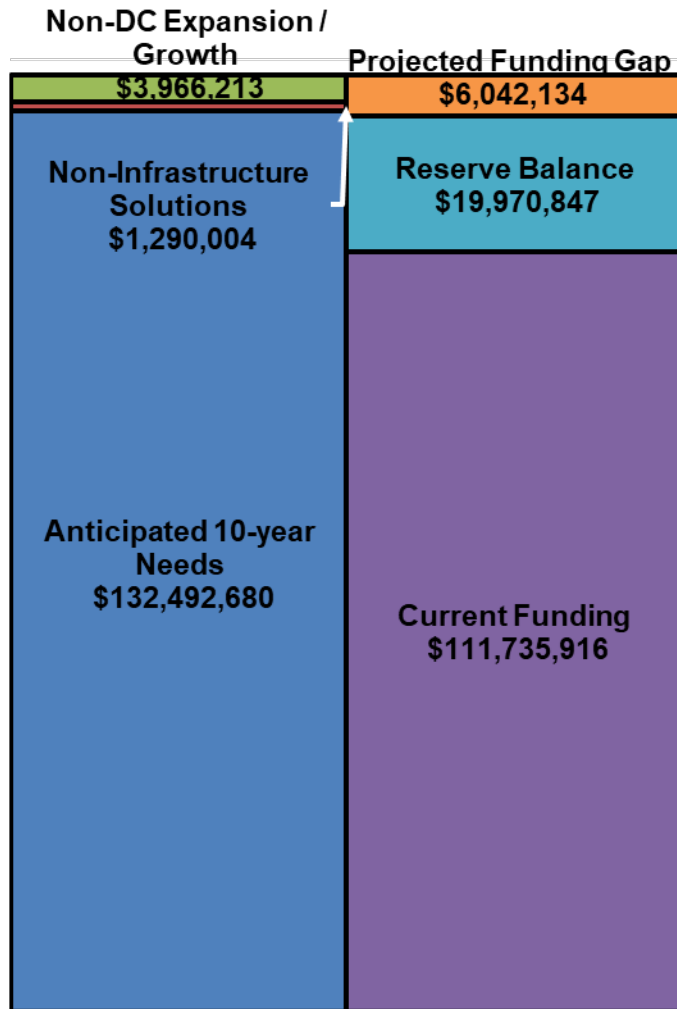 Non-DC Expansion /
Growth
$3,966,213
Non-Infrastructure
Solutions
$1,290,004
Anticipated 10-year
Needs
$132,492,680
Projected Funding Gap
$6,042,134
Reserve Balance
$19,970,847
Current Funding
$111,735,916